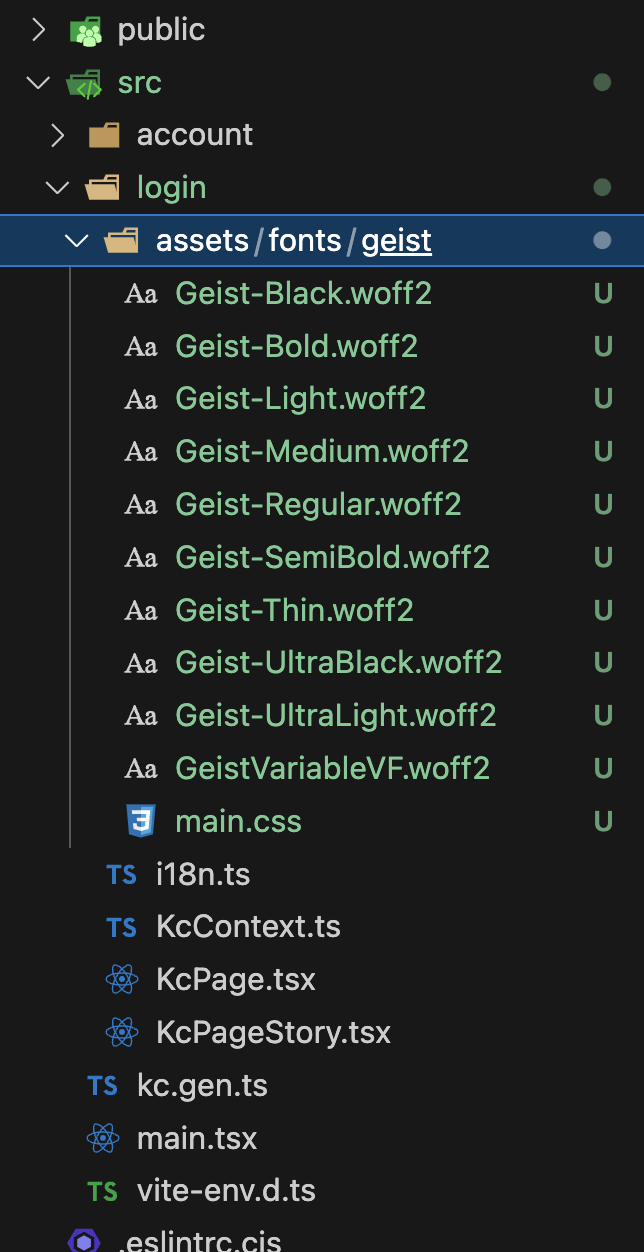 public
src
account
login
assets/fonts/geist
Aa Geist-Black.woff2 U
Aa Geist-Bold.woff2 U
Aa Geist-Light.woff2 U
Aa Geist-Medium.woff2 U
Aa Geist-Regular.woff2 U
Aa Geist-SemiBold.woff2 U
Aa Geist-Thin.woff2 U
Aa Geist-UltraBlack.woff2 U
Aa Geist-UltraLight.woff2 U
Aa GeistVariableVF.woff2 U
main.css U
TS i18n.ts
TS KcContext.ts
KcPage.tsx
KcPageStory.tsx
TS kc.gen.ts
main.tsx
TS vite-env.d.ts
.eslintrc.cjs